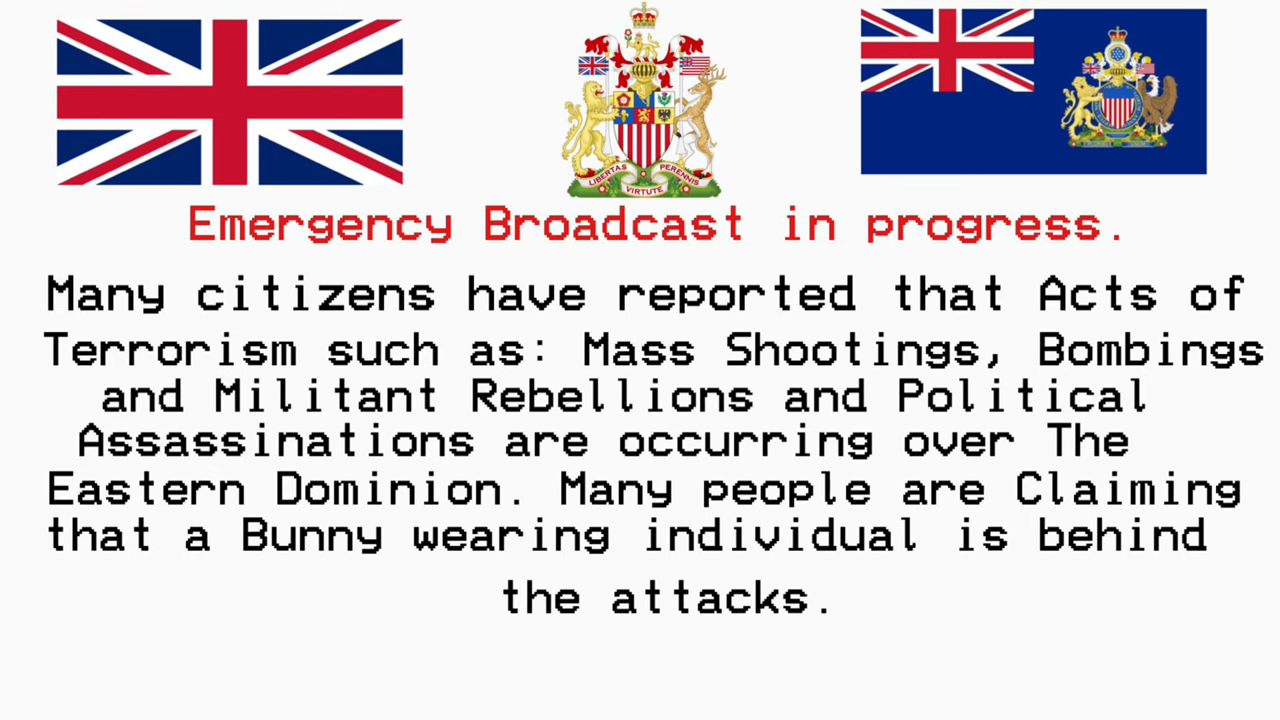 LIBERTAS PERENNIS
VIRTUTE
Emergency Broadcast in progress.
Many citizens have reported that Acts of
Terrorism such as: Mass Shootings, Bombings
and Militant Rebellions and Political
Assassinations are occurring over The
Eastern Dominion. Many people are Claiming
that a Bunny wearing individual is behind
the attacks.